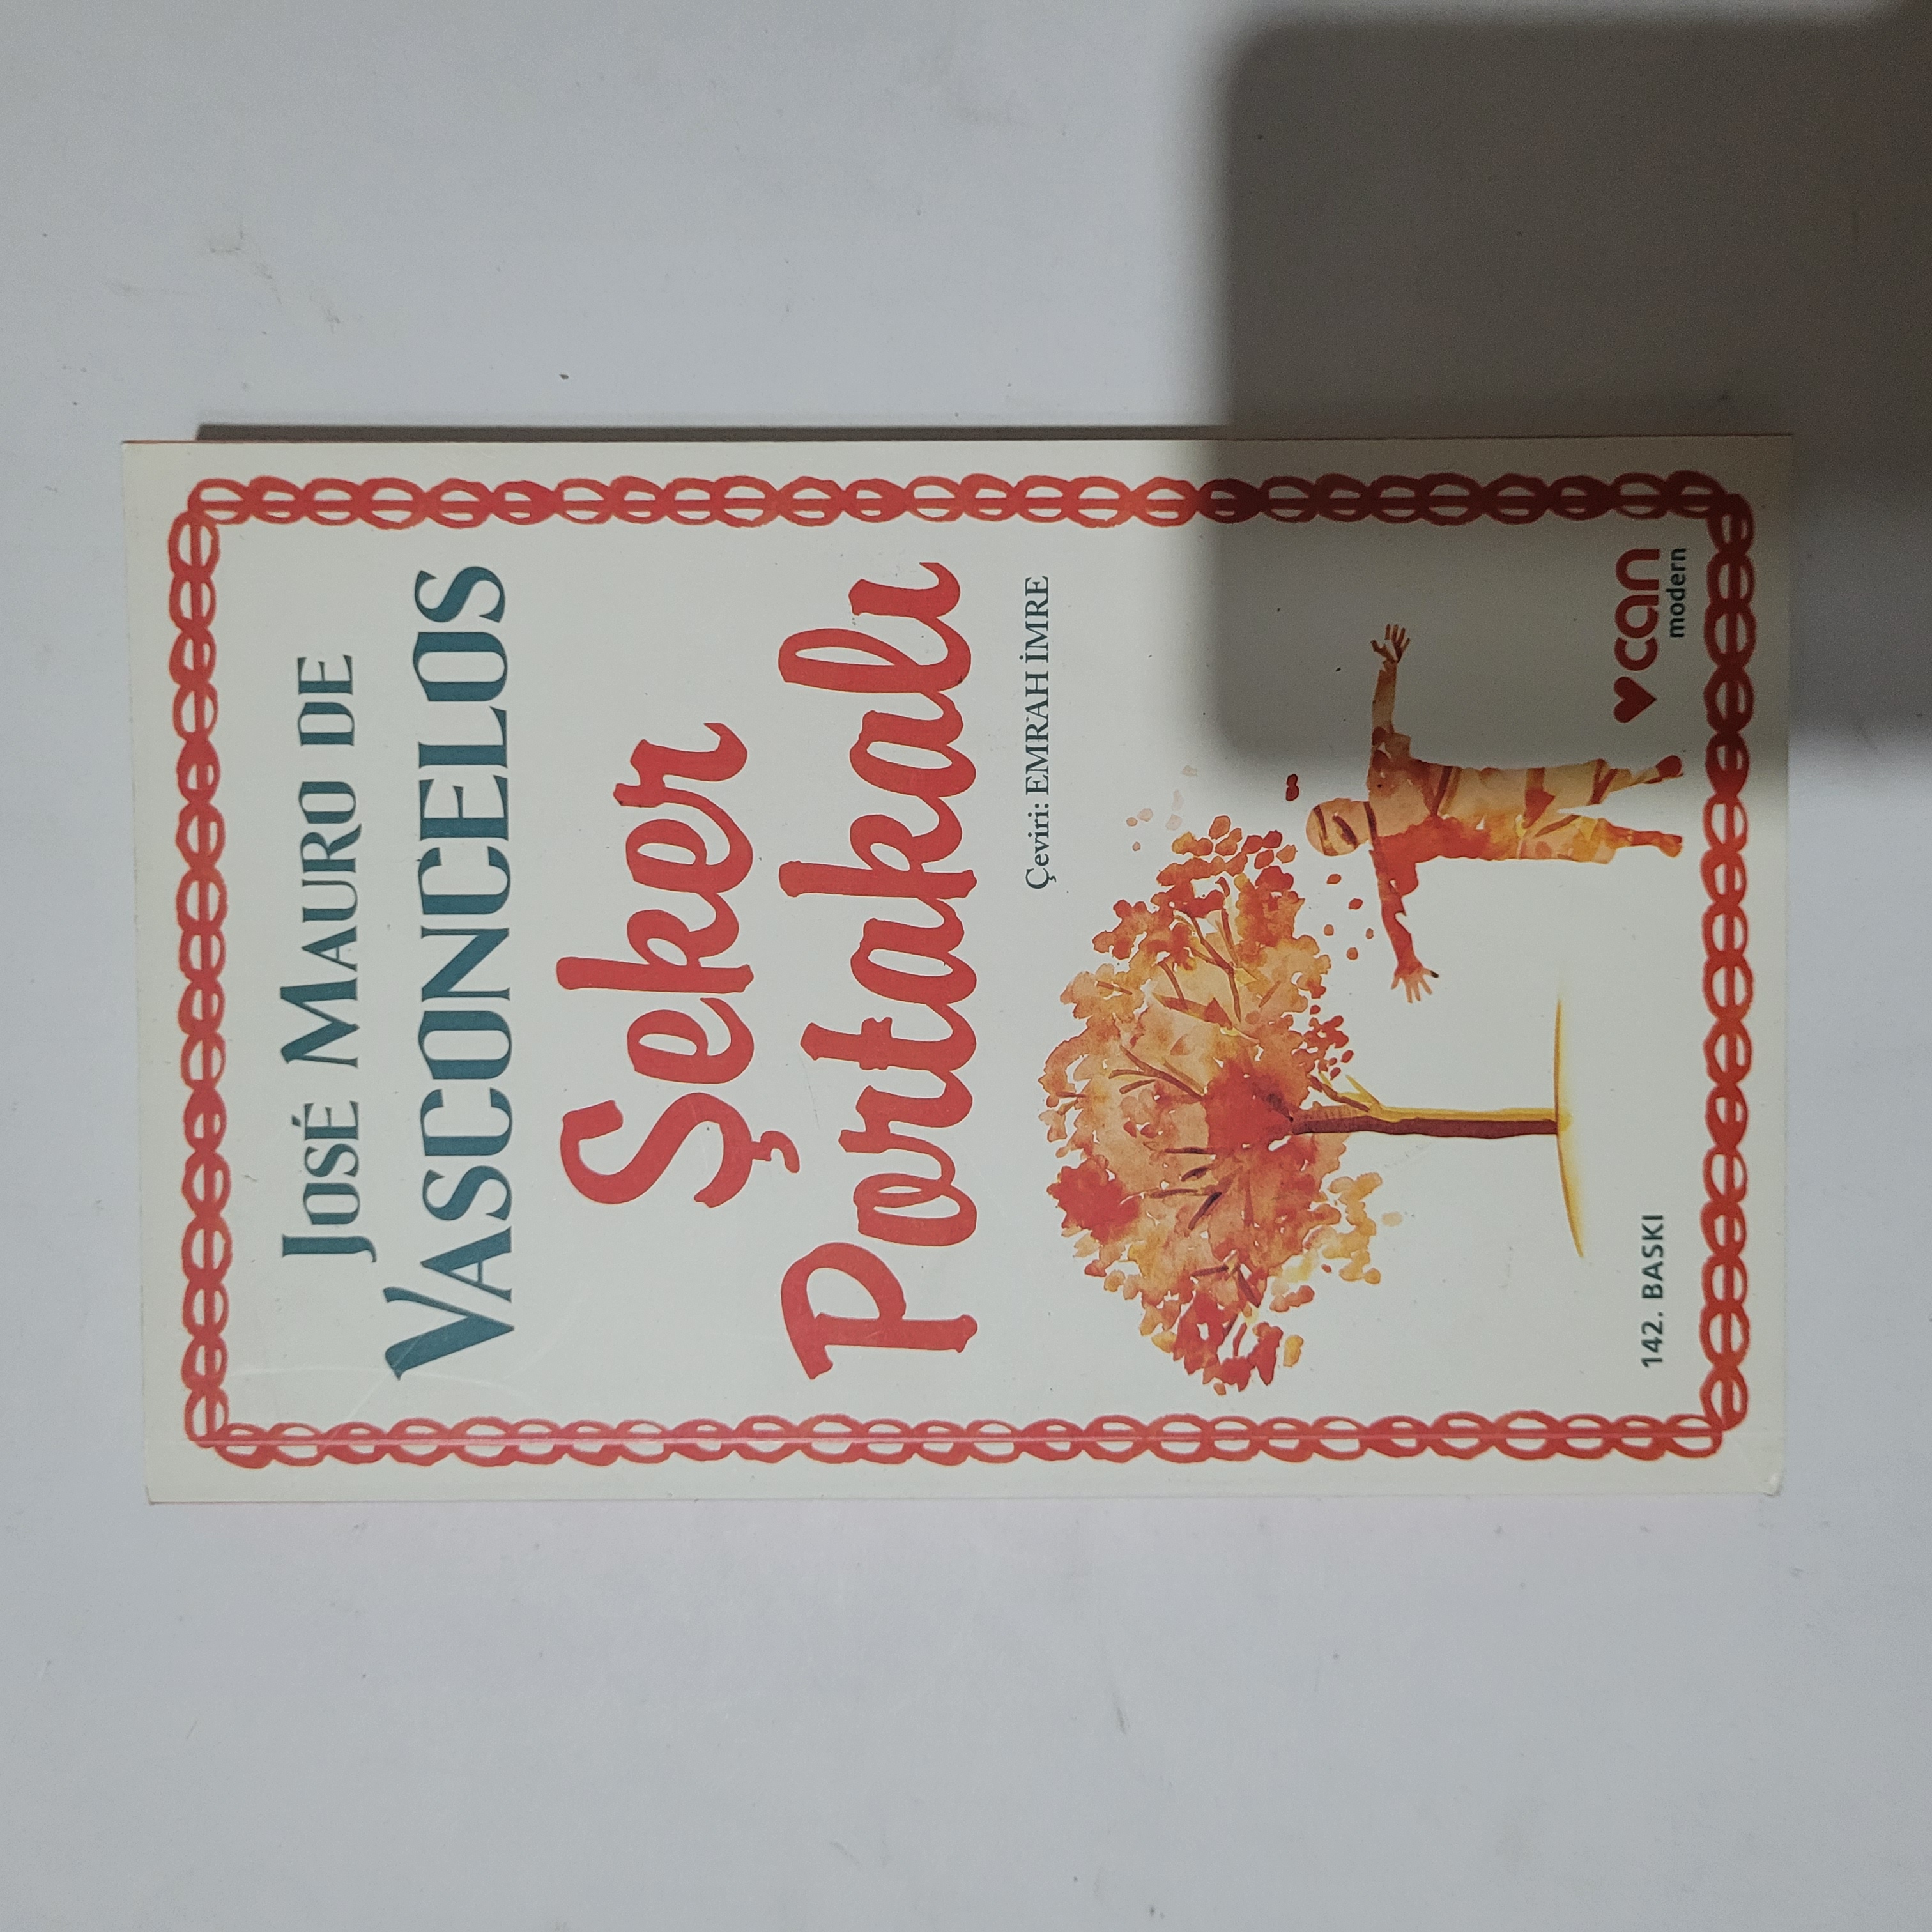 JOSÉ MAURO DE
VASCONCELOS
Şeker
Portakalı
Çeviri: EMRAH İMRE
142. BASKI
can
modern